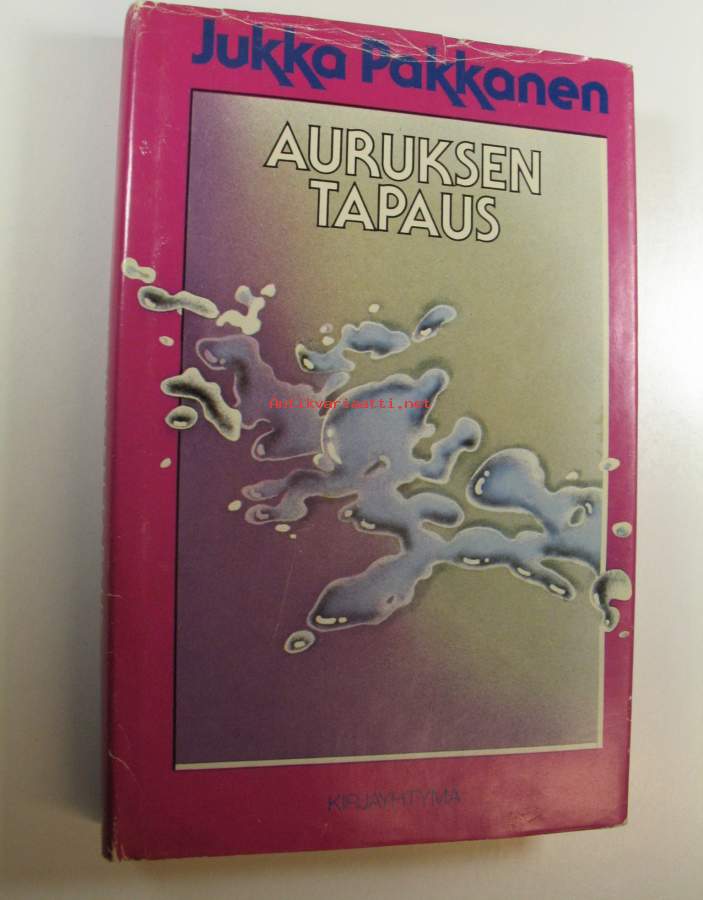 Jukka Pakkanen
AURUKSEN
TAPAUS
Antikvariaatti.net
KIRJAYHTYMÄ